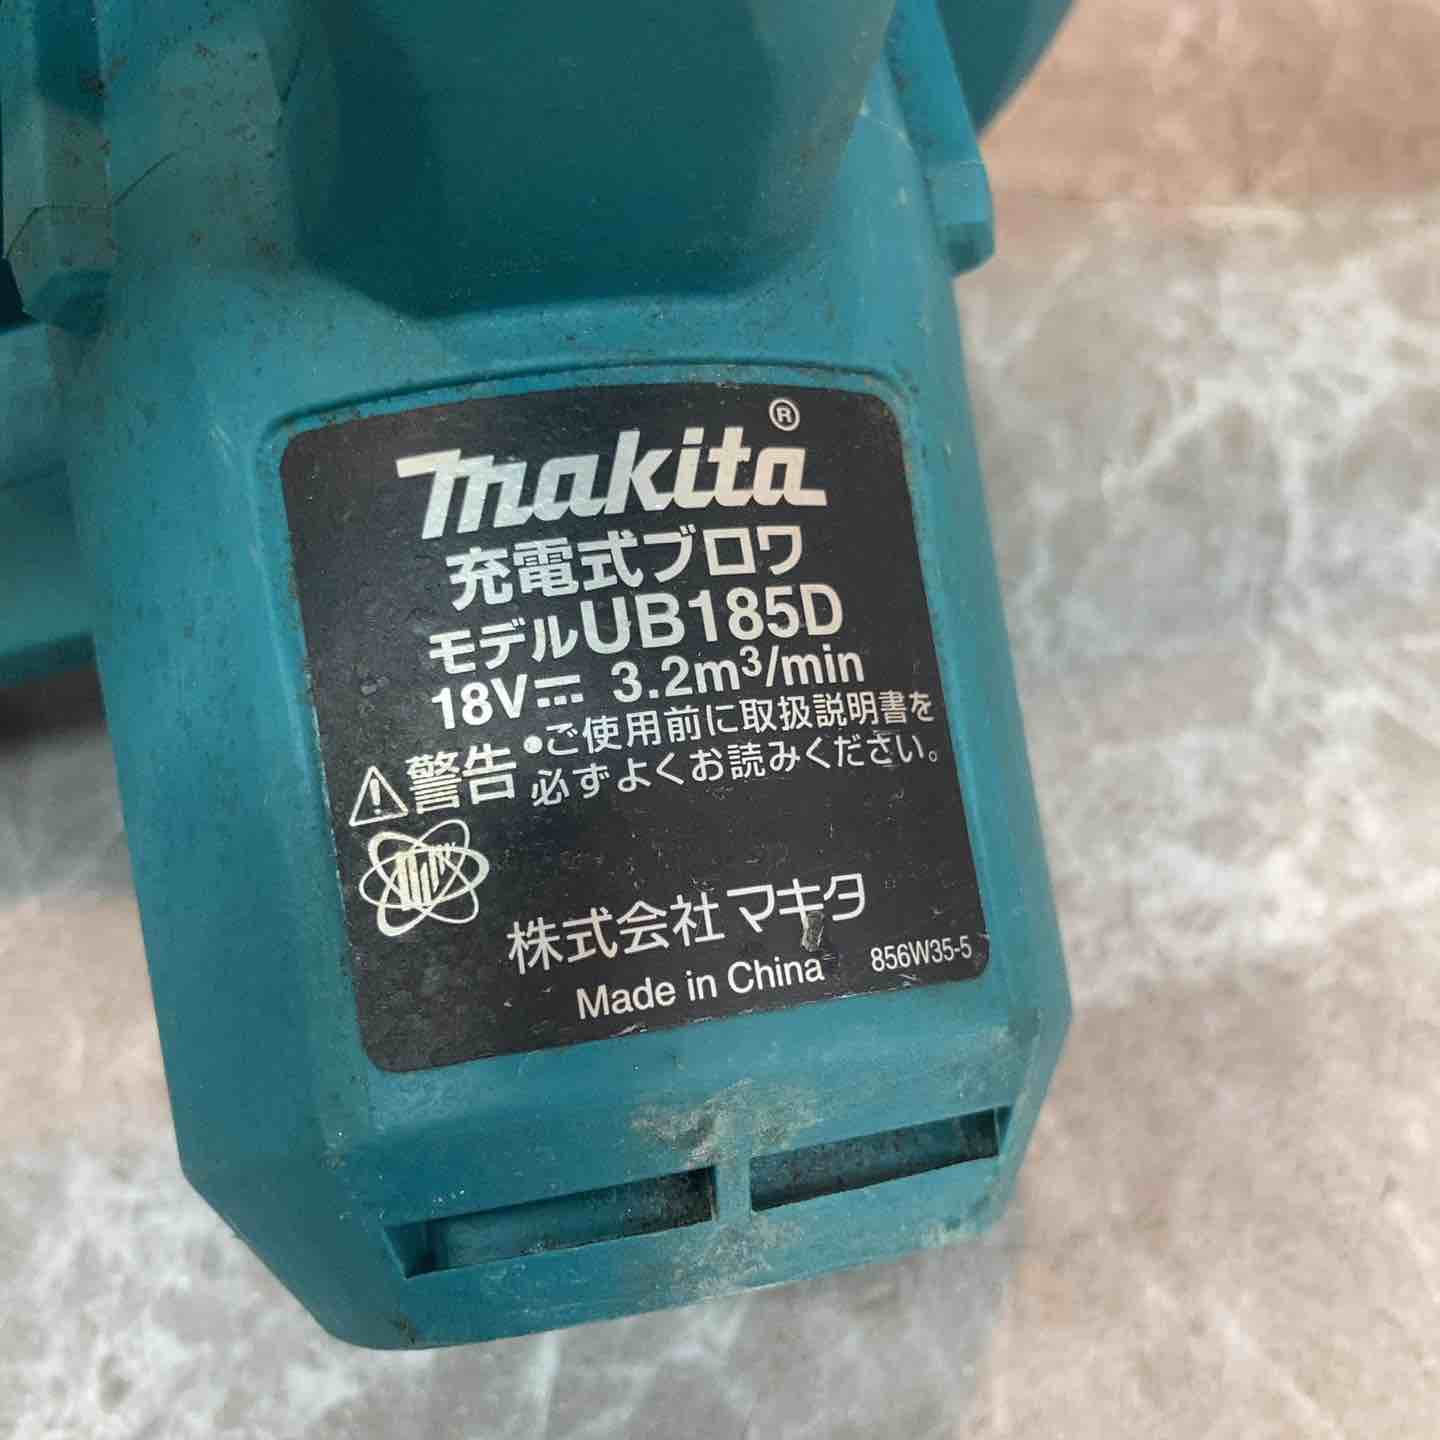 makita®
充電式ブロワ
モデルUB185D
18V⎓ 3.2m³/min
⚠警告 ●ご使用前に取扱説明書を
必ずよくお読みください。
株式会社マキタ
Made in China 856W35-5